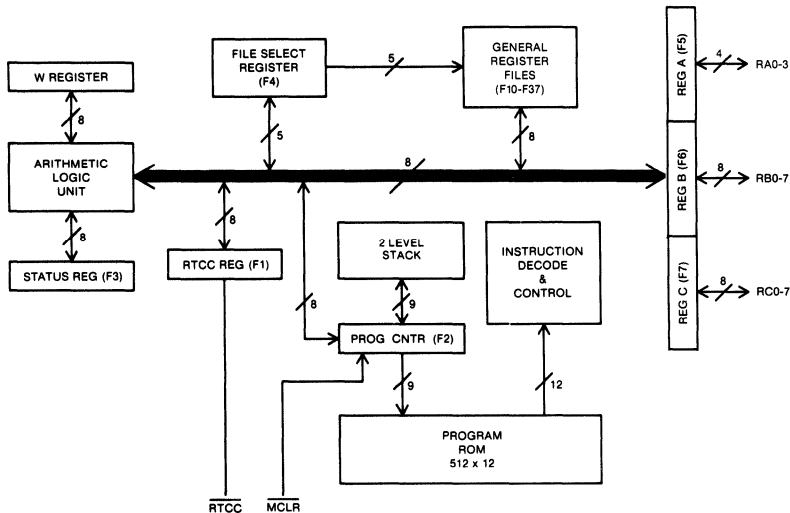 W REGISTER
8
ARITHMETIC
LOGIC
UNIT
8
STATUS REG (F3)
FILE SELECT
REGISTER
(F4)
5
5
GENERAL
REGISTER
FILES
(F10-F37)
8
8
8
RTCC REG (F1)
8
2 LEVEL
STACK
9
PROG CNTR (F2)
9
INSTRUCTION
DECODE
&
CONTROL
12
PROGRAM
ROM
512 x 12
RTCC
MCLR
REG A (F5)
4
RA0-3
REG B (F6)
8
RB0-7
REG C (F7)
8
RC0-7